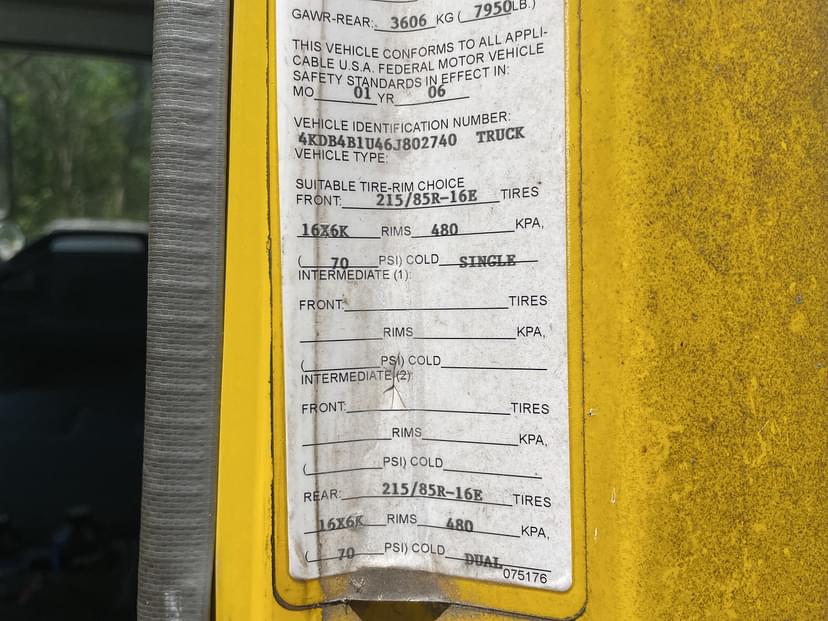 GAWR-REAR: 3606 KG ( 7950LB.)
THIS VEHICLE CONFORMS TO ALL APPLI-
CABLE U.S.A. FEDERAL MOTOR VEHICLE
SAFETY STANDARDS IN EFFECT IN:
MO 01 YR 06
VEHICLE IDENTIFICATION NUMBER:
4KDB4B1U46J802740 TRUCK
VEHICLE TYPE:
SUITABLE TIRE-RIM CHOICE
FRONT: 215/85R-16E TIRES
16X6K RIMS 480 KPA,
( 70 PSI) COLD SINGLE
INTERMEDIATE (1):
FRONT: TIRES
RIMS KPA,
( PSI) COLD
INTERMEDIATE (2):
FRONT: TIRES
RIMS KPA,
( PSI) COLD
REAR: 215/85R-16E TIRES
16X6K RIMS 480 KPA,
( 70 PSI) COLD DUAL
075176